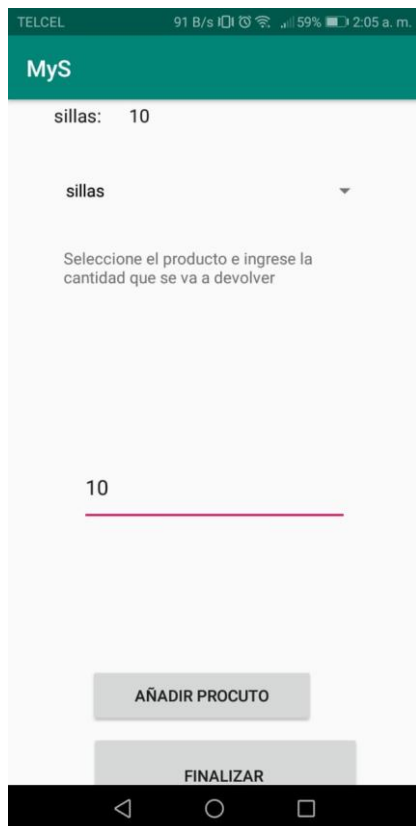 TELCEL 91 B/s 59% 2:05 a. m.
MyS
sillas: 10
sillas
Seleccione el producto e ingrese la
cantidad que se va a devolver
10
AÑADIR PROCUTO
FINALIZAR